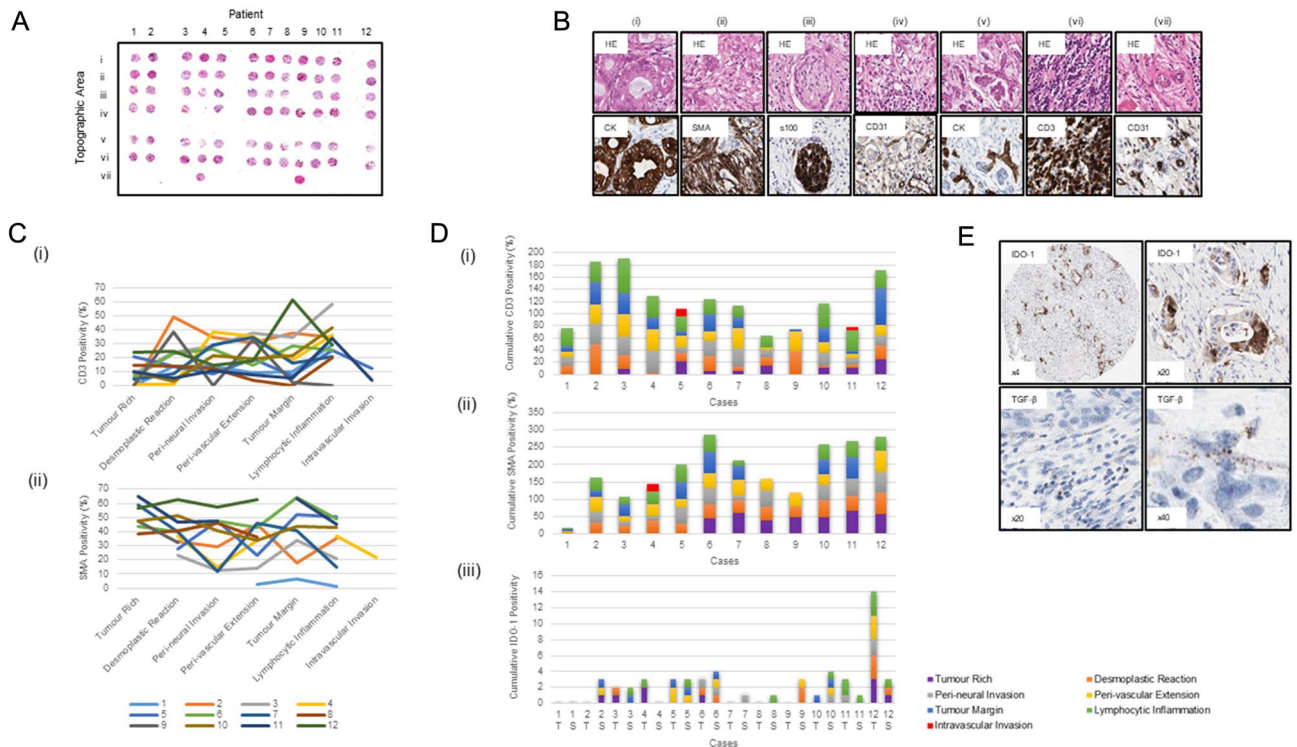 A
Patient
1 2 3 4 5 6 7 8 9 10 11 12
Topographic Area
i
ii
iii
iv
v
vi
vii
B
(i) (ii) (iii) (iv) (v) (vi) (vii)
HE HE HE HE HE HE HE
CK SMA s100 CD31 CK CD3 CD31
C
(i)
CD3 Positivity (%)
70
60
50
40
30
20
10
0
Tumour Rich
Desmoplastic Reaction
Peri-neural Invasion
Peri-vascular Extension
Tumour Margin
Lymphocytic Inflammation
Intravascular Invasion
(ii)
SMA Positivity (%)
70
60
50
40
30
20
10
0
Tumour Rich
Desmoplastic Reaction
Peri-neural Invasion
Peri-vascular Extension
Tumour Margin
Lymphocytic Inflammation
Intravascular Invasion
1 2 3 4
5 6 7 8
9 10 11 12
D
(i)
Cumulative CD3 Positivity (%)
200
180
160
140
120
100
80
60
40
20
0
1 2 3 4 5 6 7 8 9 10 11 12
Cases
(ii)
Cumulative SMA Positivity (%)
350
300
250
200
150
100
50
0
1 2 3 4 5 6 7 8 9 10 11 12
Cases
(iii)
Cumulative IDO-1 Positivity
16
14
12
10
8
6
4
2
0
1 1 2 2 3 3 4 4 5 5 6 6 7 7 8 8 9 9 10 10 11 11 12 12
T S T S T S T S T S T S T S T S T S T S T S T S
Cases
Tumour Rich
Desmoplastic Reaction
Peri-neural Invasion
Peri-vascular Extension
Tumour Margin
Lymphocytic Inflammation
Intravascular Invasion
E
IDO-1 IDO-1
x4 x20
TGF-β TGF-β
x20 x40